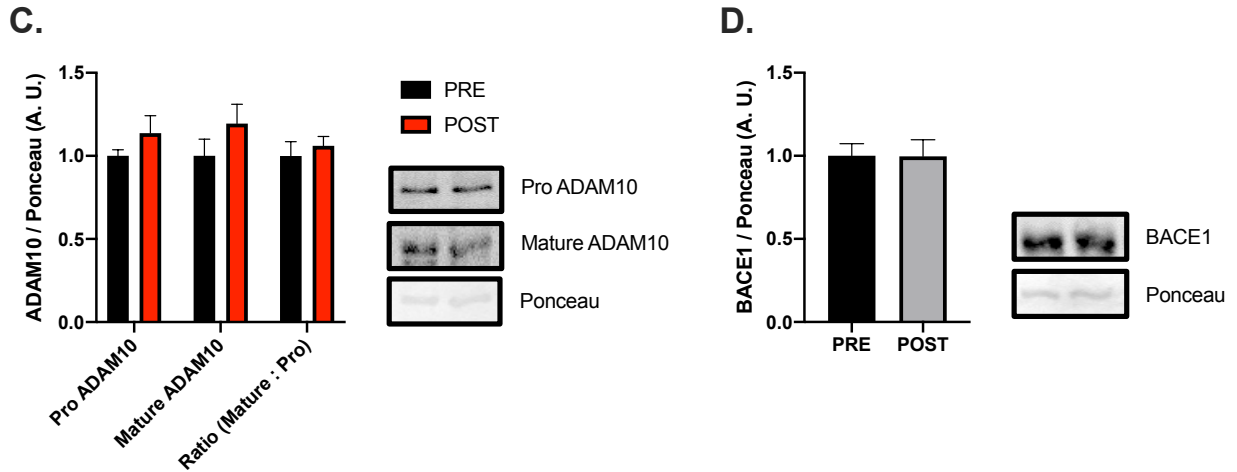 C.
ADAM10 / Ponceau (A. U.)
1.5
1.0
0.5
0.0
Pro ADAM10
Mature ADAM10
Ratio (Mature : Pro)
PRE
POST
Pro ADAM10
Mature ADAM10
Ponceau
D.
BACE1 / Ponceau (A. U.)
1.5
1.0
0.5
0.0
PRE
POST
BACE1
Ponceau